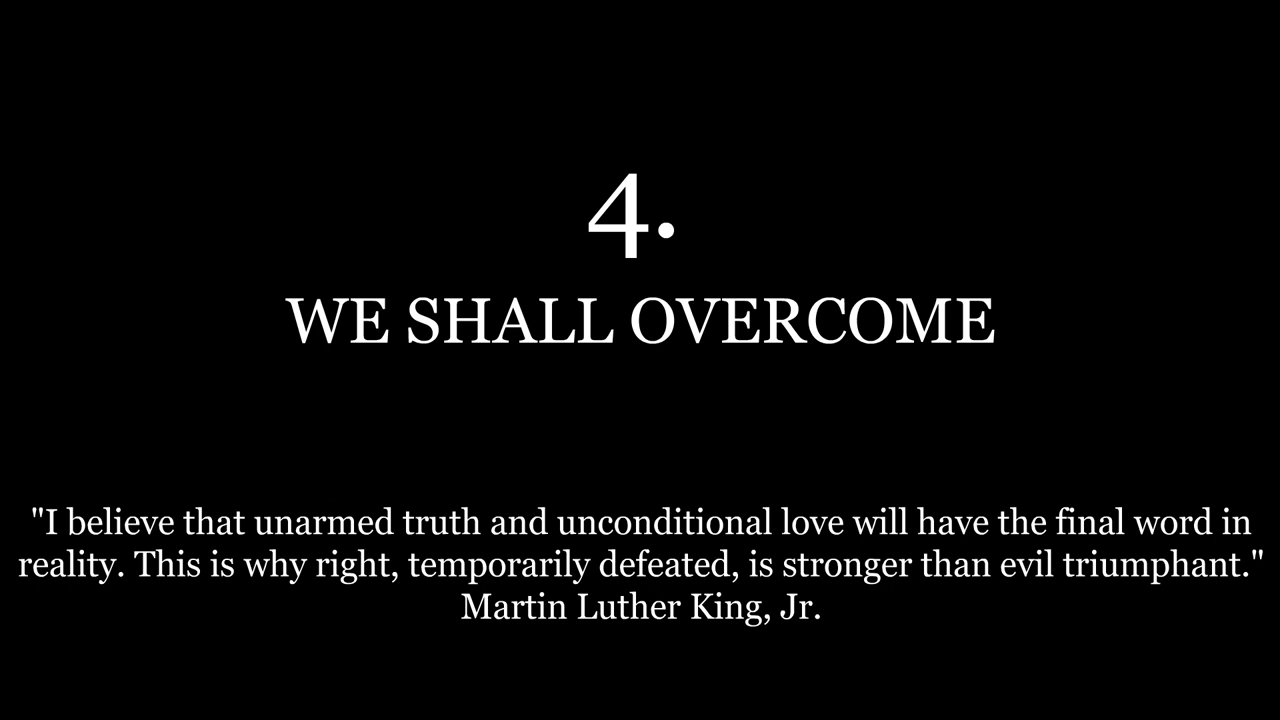 4.
WE SHALL OVERCOME
"I believe that unarmed truth and unconditional love will have the final word in
reality. This is why right, temporarily defeated, is stronger than evil triumphant."
Martin Luther King, Jr.